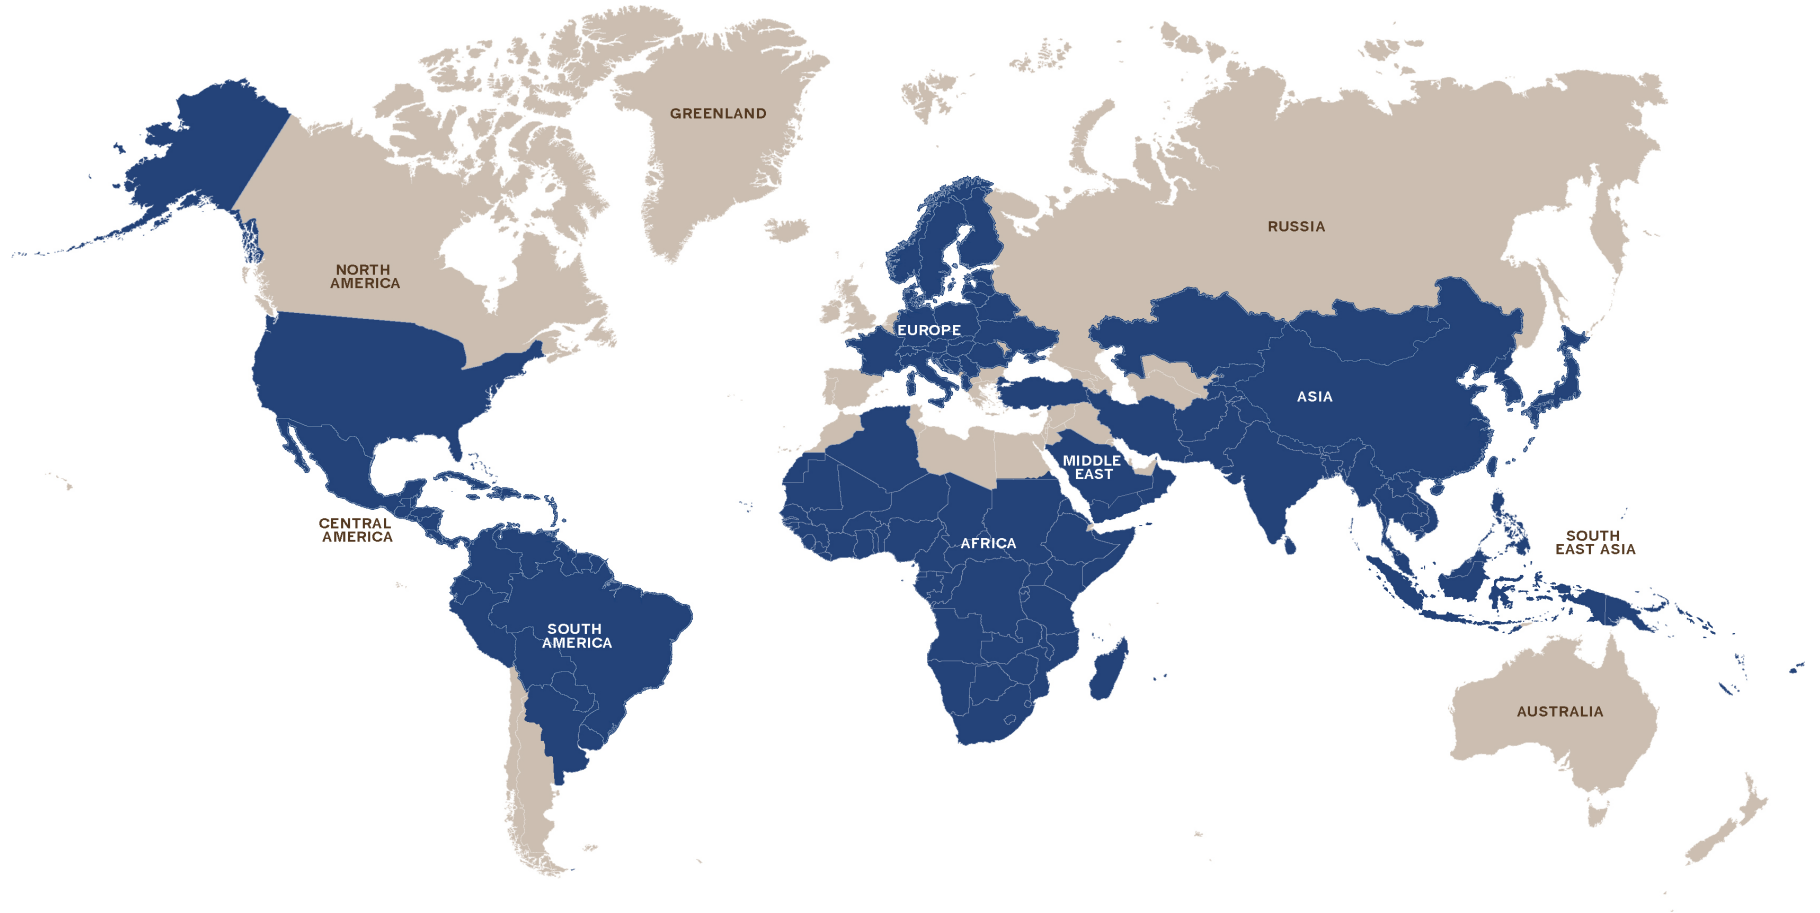 GREENLAND
RUSSIA
NORTH
AMERICA
EUROPE
ASIA
MIDDLE
EAST
CENTRAL
AMERICA
AFRICA
SOUTH
EAST ASIA
SOUTH
AMERICA
AUSTRALIA